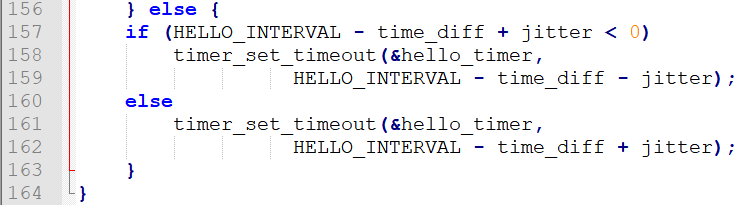 156 } else {
157 if (HELLO_INTERVAL - time_diff + jitter < 0)
158 timer_set_timeout(&hello_timer,
159 HELLO_INTERVAL - time_diff - jitter);
160 else
161 timer_set_timeout(&hello_timer,
162 HELLO_INTERVAL - time_diff + jitter);
163 }
164 }